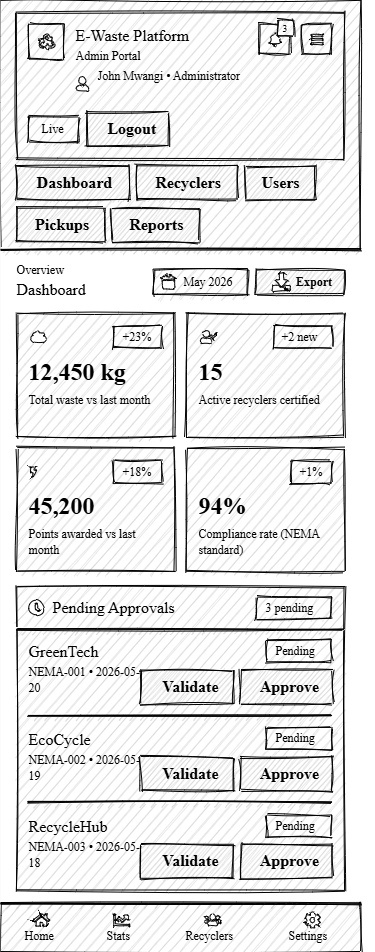 E-Waste Platform
3
Admin Portal
John Mwangi • Administrator
Live
Logout
Dashboard
Recyclers
Users
Pickups
Reports
Overview
Dashboard
May 2026
Export
+23%
12,450 kg
Total waste vs last month
+2 new
15
Active recyclers certified
+18%
45,200
Points awarded vs last
month
+1%
94%
Compliance rate (NEMA
standard)
Pending Approvals
3 pending
GreenTech
Pending
NEMA-001 • 2026-05-
20
Validate
Approve
EcoCycle
Pending
NEMA-002 • 2026-05-
19
Validate
Approve
RecycleHub
Pending
NEMA-003 • 2026-05-
18
Validate
Approve
Home
Stats
Recyclers
Settings